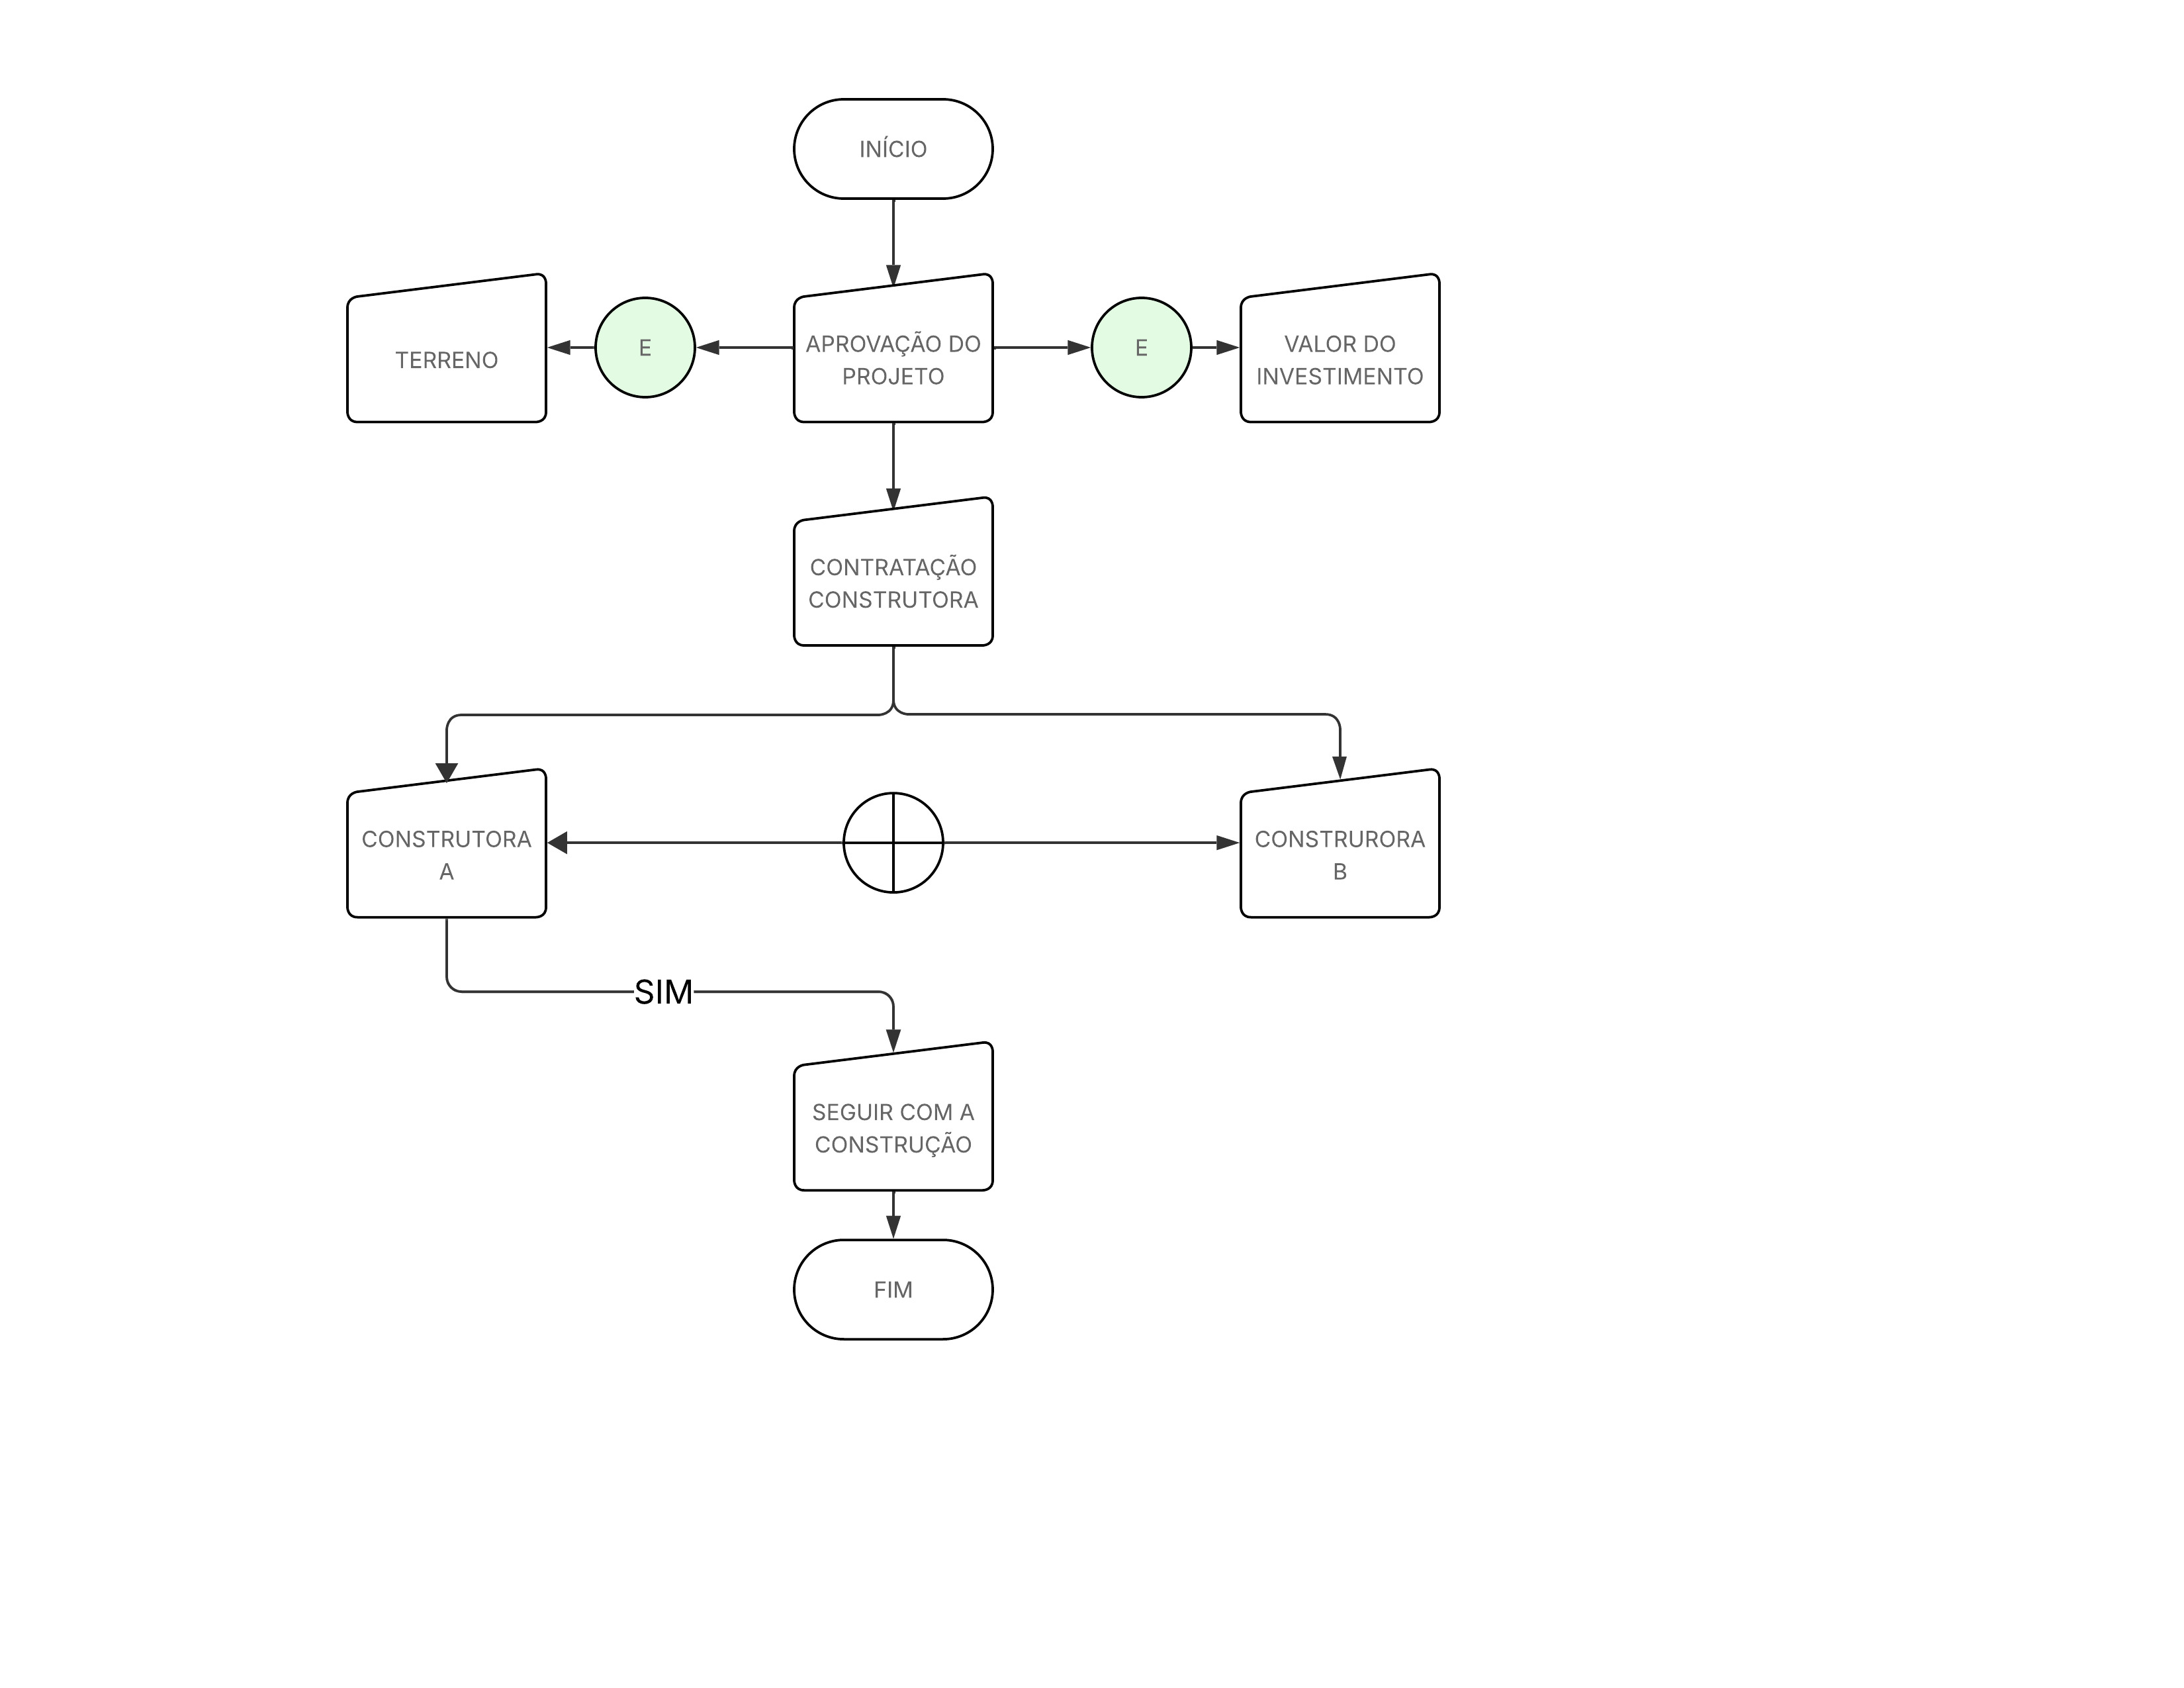 INÍCIO
TERRENO
E
APROVAÇÃO DO
PROJETO
E
VALOR DO
INVESTIMENTO
CONTRATAÇÃO
CONSTRUTORA
CONSTRUTORA
A
CONSTRURORA
B
SIM
SEGUIR COM A
CONSTRUÇÃO
FIM